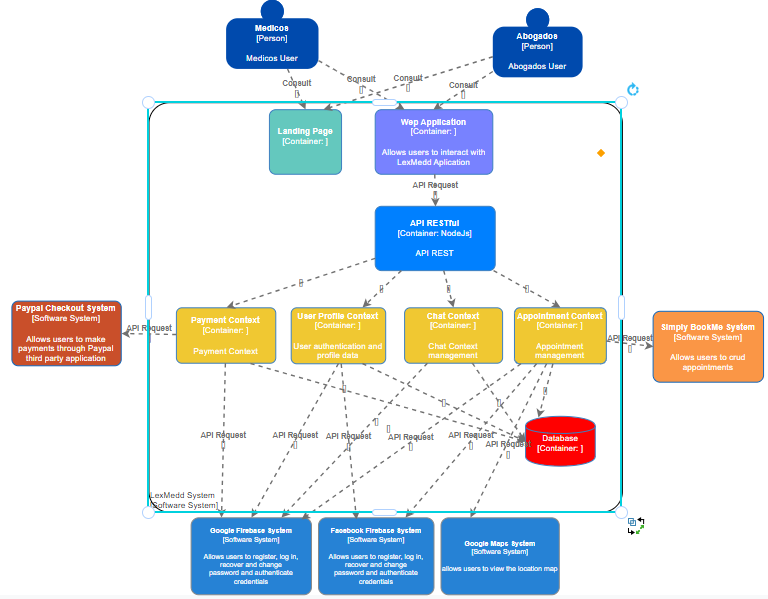 Medicos
[Person]
Medicos User
Abogados
[Person]
Abogados User
Consult
[]
Consult
[]
Consult
[]
Consult
[]
Landing Page
[Container: ]
Wep Application
[Container: ]
Allows users to interact with
LexMedd Aplication
API Request
[]
API RESTful
[Container: NodeJs]
API REST
[]
[]
[]
[]
Paypal Checkout System
[Software System]
Allows users to make
payments through Paypal
third party application
API Request
[]
Payment Context
[Container: ]
Payment Context
User Profile Context
[Container: ]
User authentication and
profile data
Chat Context
[Container: ]
Chat Context
management
Appointment Context
[Container: ]
Appointment
management
API Request
[]
Simply BookMe System
[Software System]
Allows users to crud
appointments
[]
[]
[]
[]
[]
[]
API Request
[]
API Request
[]
API Request
[]
API Request
[]
API Request
[]
API Request
[]
Database
[Container: ]
LexMedd System
[Software System]
Google Firebase System
[Software System]
Allows users to register, log in,
recover and change
password and authenticate
credentials
Facebook Firebase System
[Software System]
Allows users to register, log in,
recover and change
password and authenticate
credentials
Google Maps System
[Software System]
allows users to view the location map